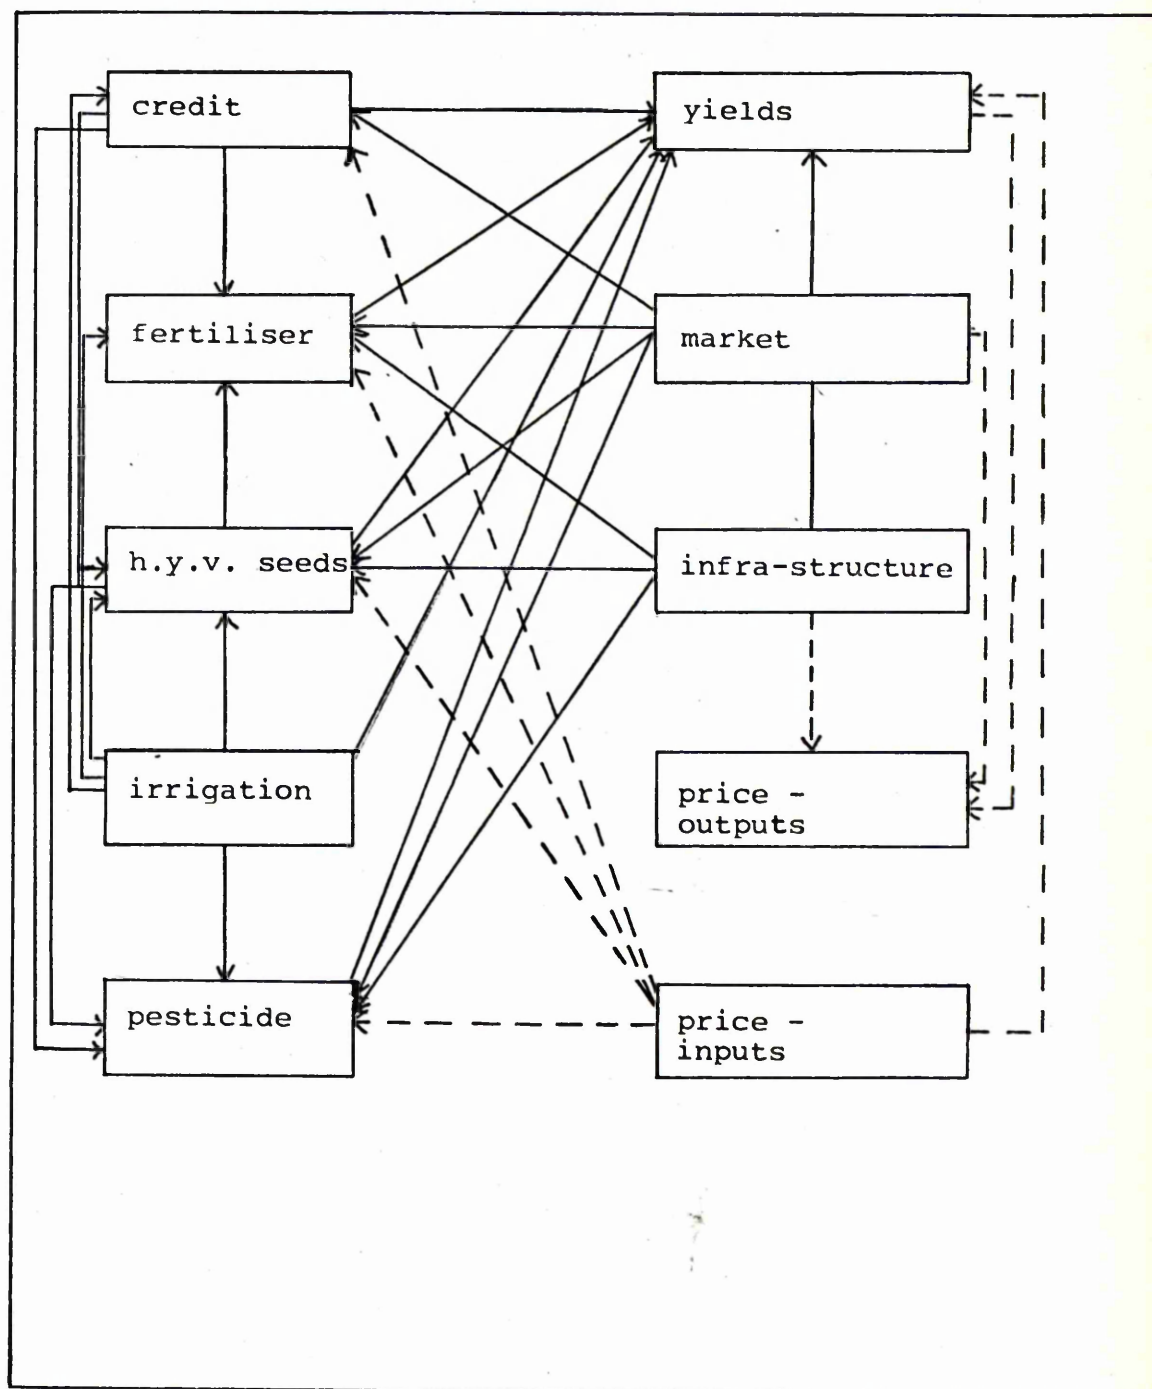 credit
yields
fertiliser
market
h.y.v. seeds
infra-structure
irrigation
price -
outputs
pesticide
price -
inputs